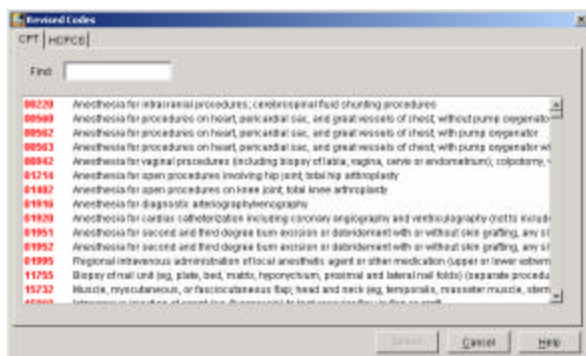 Revised Codes
CPT HCPCS
Find:
00220 Anesthesia for intracranial procedures; cerebrospinal fluid shunting procedures
00560 Anesthesia for procedures on heart, pericardial sac, and great vessels of chest; without pump oxygenator
00562 Anesthesia for procedures on heart, pericardial sac, and great vessels of chest; with pump oxygenator
00563 Anesthesia for procedures on heart, pericardial sac, and great vessels of chest; with pump oxygenator wi
00942 Anesthesia for vaginal procedures (including biopsy of labia, vagina, cervix or endometrium); colpotomy, v
01214 Anesthesia for open procedures involving hip joint; total hip arthroplasty
01402 Anesthesia for open procedures on knee joint; total knee arthroplasty
01916 Anesthesia for diagnostic arteriography/venography
01920 Anesthesia for cardiac catheterization including coronary angiography and ventriculography (not to include
01951 Anesthesia for second and third degree burn excision or debridement with or without skin grafting, any si
01952 Anesthesia for second and third degree burn excision or debridement with or without skin grafting, any si
01995 Regional intravenous administration of local anesthetic agent or other medication (upper or lower extrem
11755 Biopsy of nail unit (eg, plate, bed, matrix, hyponychium, proximal and lateral nail folds) (separate procedu
15732 Muscle, myocutaneous, or fasciocutaneous flap; head and neck (eg, temporalis, masseter muscle, stern
Select Cancel Help